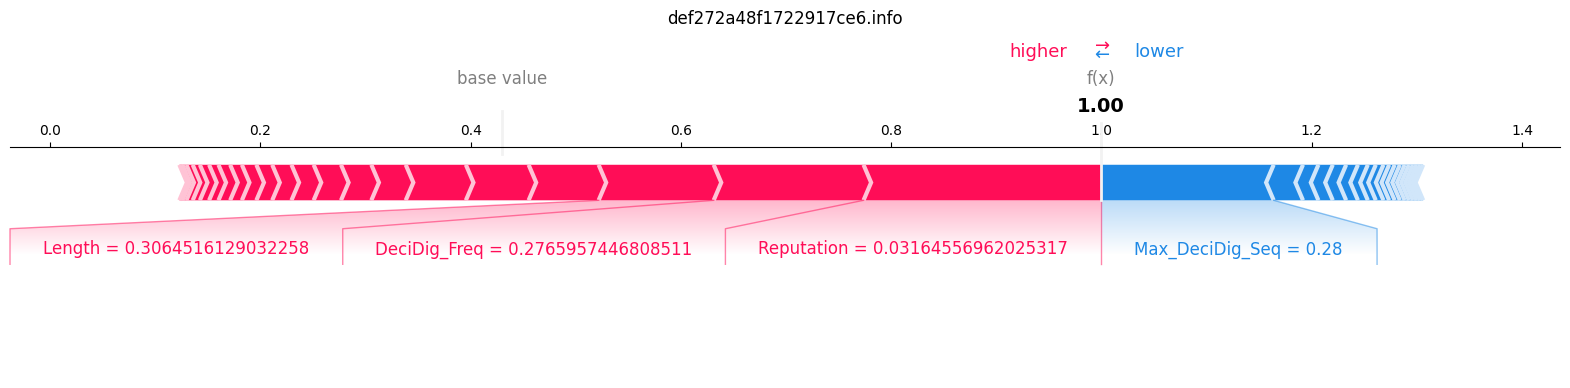 def272a48f1722917ce6.info
higher ⇄ lower
base value f(x)
1.00
0.0 0.2 0.4 0.6 0.8 1.0 1.2 1.4
Length = 0.3064516129032258 DeciDig_Freq = 0.2765957446808511 Reputation = 0.03164556962025317 Max_DeciDig_Seq = 0.28